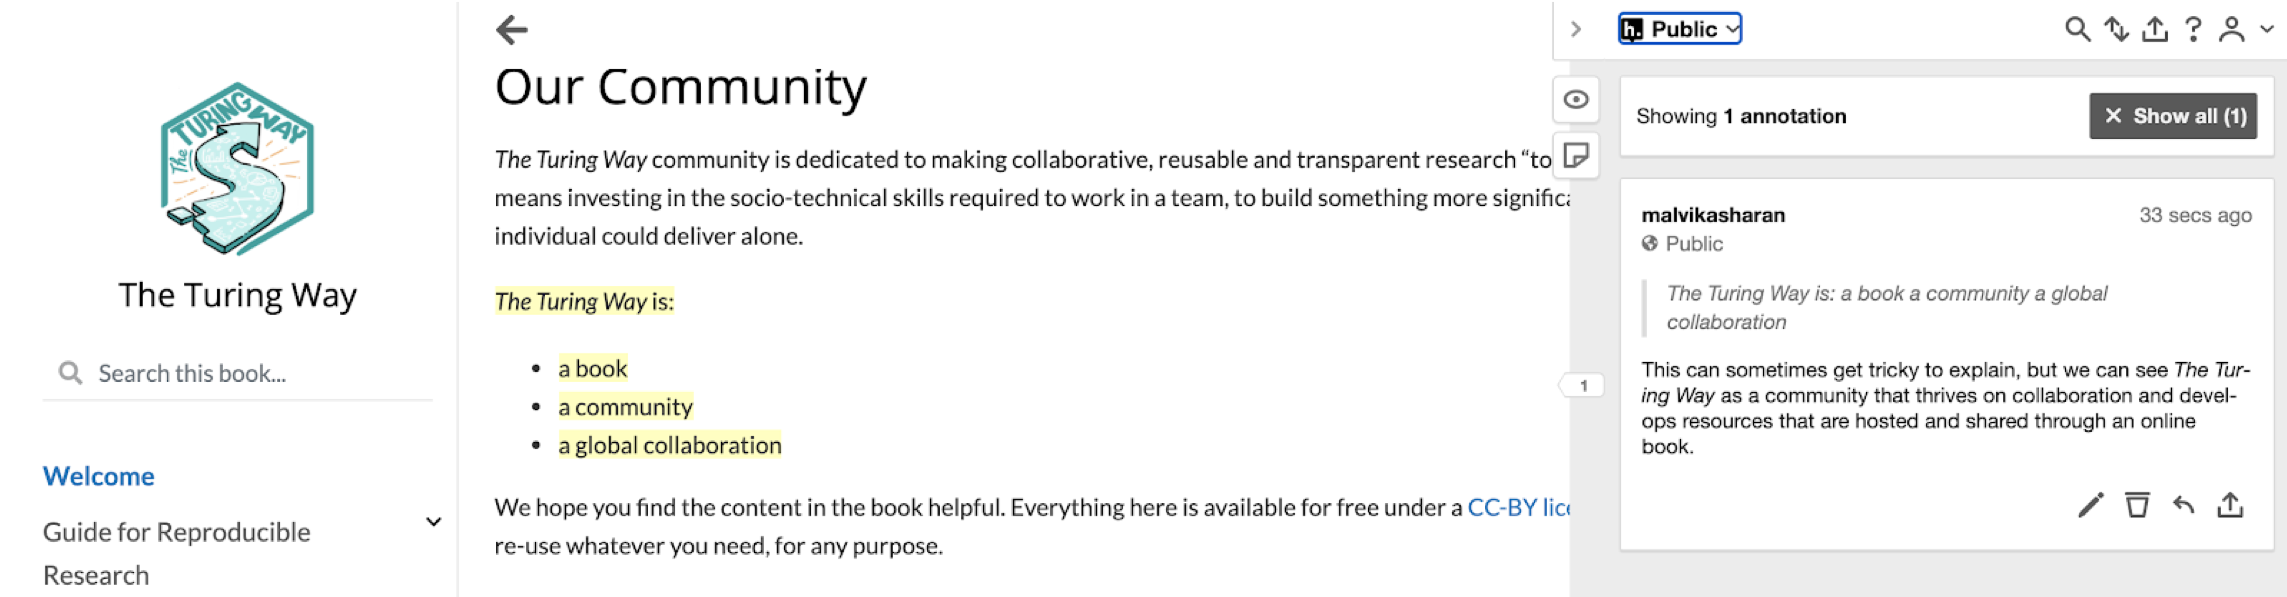 The TURING WAY
The Turing Way
Search this book...
Welcome
Guide for Reproducible
Research
Our Community
The Turing Way community is dedicated to making collaborative, reusable and transparent research “to
means investing in the socio-technical skills required to work in a team, to build something more signific
individual could deliver alone.
The Turing Way is:
• a book
• a community
• a global collaboration
We hope you find the content in the book helpful. Everything here is available for free under a CC-BY lic
re-use whatever you need, for any purpose.
1
h. Public
Showing 1 annotation
Show all (1)
malvikasharan
33 secs ago
Public
The Turing Way is: a book a community a global
collaboration
This can sometimes get tricky to explain, but we can see The Tur-
ing Way as a community that thrives on collaboration and devel-
ops resources that are hosted and shared through an online
book.